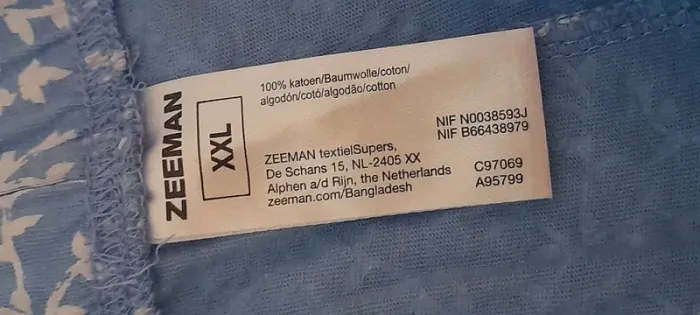 ZEEMAN
XXL
100% katoen/Baumwolle/coton/
algodón/cotó/algodão/cotton
ZEEMAN textielSupers,
De Schans 15, NL-2405 XX
Alphen a/d Rijn, the Netherlands
zeeman.com/Bangladesh
NIF N0038593J
NIF B66438979
C97069
A95799